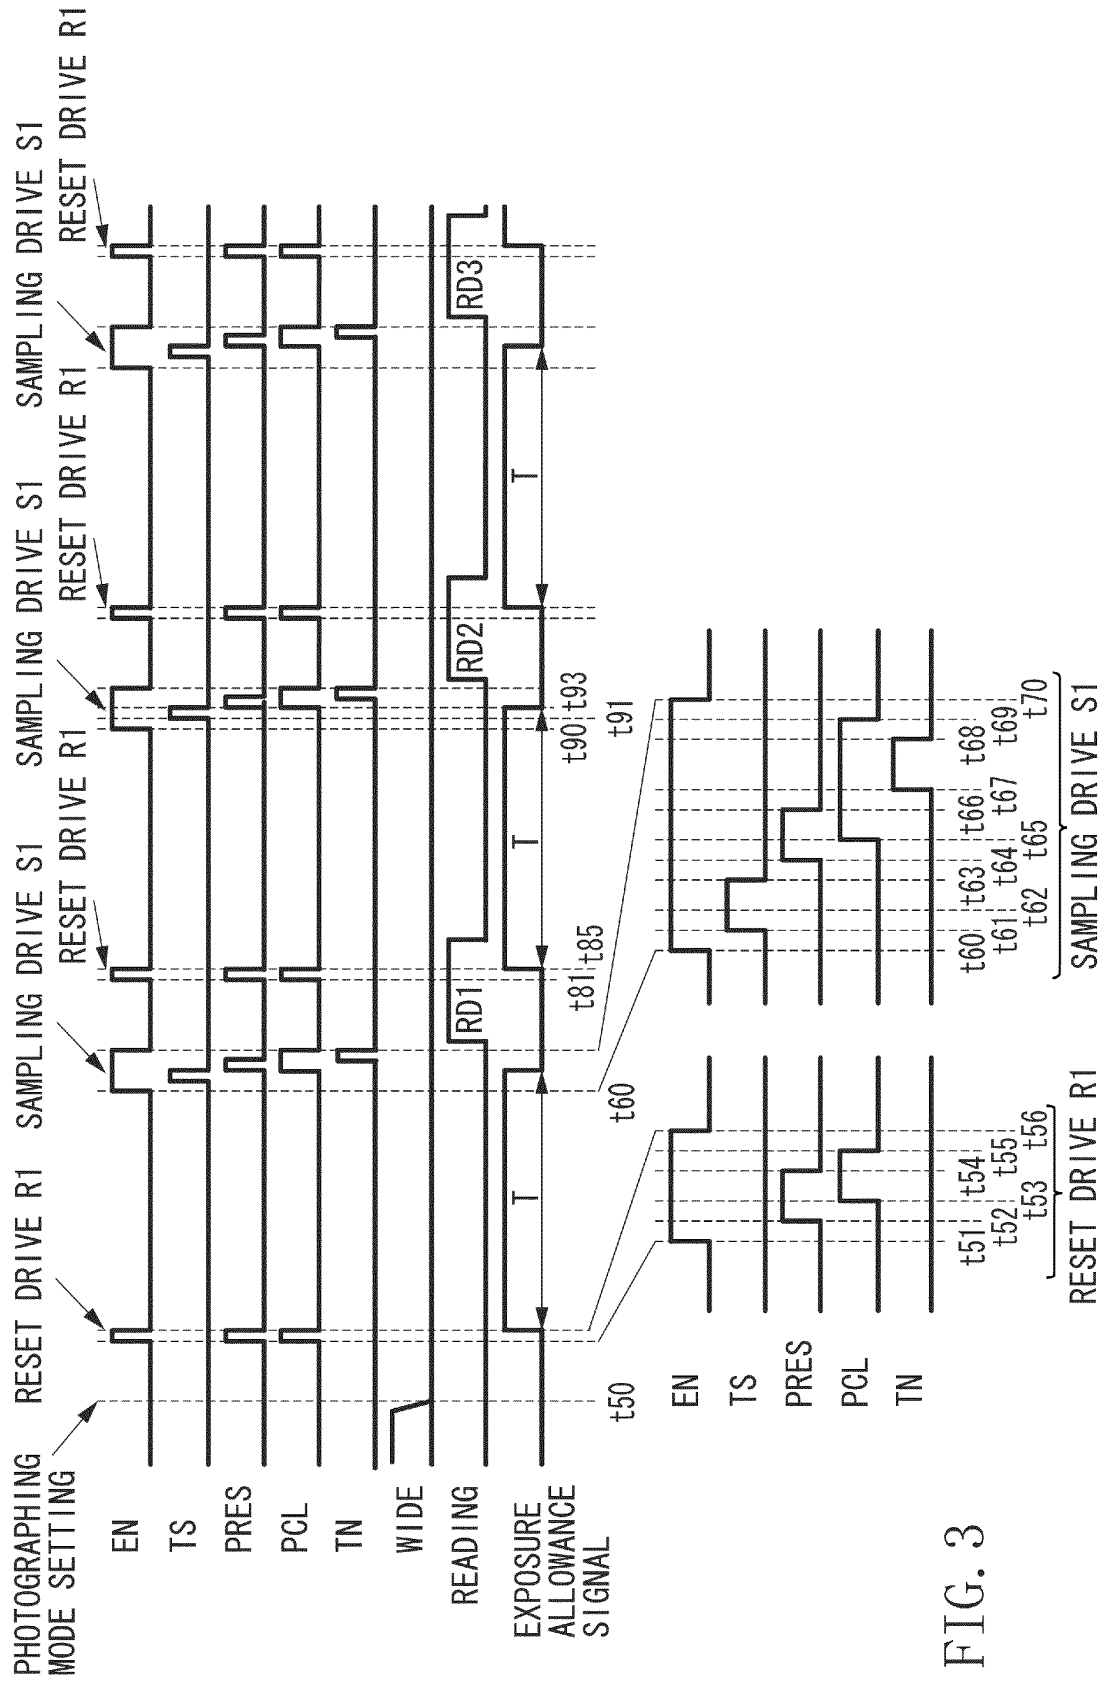 PHOTOGRAPHING
MODE SETTING
RESET DRIVE R1
SAMPLING DRIVE S1
RESET DRIVE R1
SAMPLING DRIVE S1
RESET DRIVE R1
SAMPLING DRIVE S1
RESET DRIVE R1
EN
TS
PRES
PCL
TN
WIDE
READING
RD1
RD2
RD3
EXPOSURE
ALLOWANCE
SIGNAL
T
T
T
t50
t60
t81
t85
t90
t93
t91
EN
TS
PRES
PCL
TN
t51
t52
t53
t54
t55
t56
RESET DRIVE R1
t60
t61
t62
t63
t64
t65
t66
t67
t68
t69
t70
SAMPLING DRIVE S1
FIG. 3